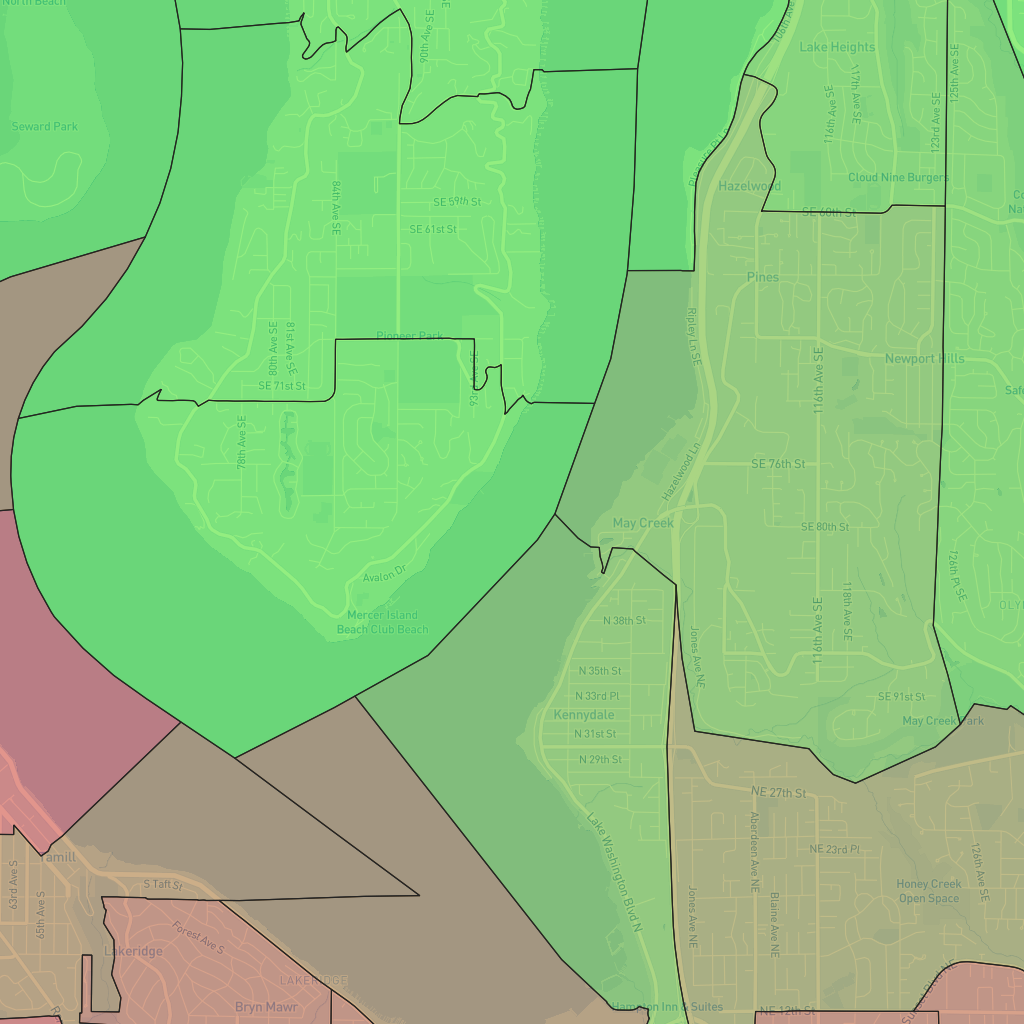 North Beach
90th Ave SE
108th Ave
Lake Heights
117th Ave SE
116th Ave SE
125th Ave SE
123rd Ave SE
Seward Park
Cloud Nine Burgers
Hazelwood
84th Ave SE
SE 59th St
SE 60th St
SE 61st St
Pines
Ripley Ln SE
Pioneer Park
80th Ave SE
81st Ave SE
SE 71st St
Newport Hills
116th Ave SE
78th Ave SE
Hazelwood Ln
SE 76th St
May Creek
SE 80th St
Avalon Dr
Mercer Island
Beach Club Beach
N 38th St
118th Ave SE
116th Ave SE
Jones Ave NE
N 35th St
N 33rd Pl
Kennydale
N 31st St
N 29th St
SE 91st St
May Creek Park
NE 27th St
Lake Washington Blvd N
Aberdeen Ave NE
NE 23rd Pl
126th Ave SE
S Taft St
63rd Ave S
65th Ave S
Honey Creek
Open Space
Jones Ave NE
Blaine Ave NE
Forest Ave S
Lakeridge
LAKERIDGE
Bryn Mawr
Hampton Inn & Suites
NE 12th St